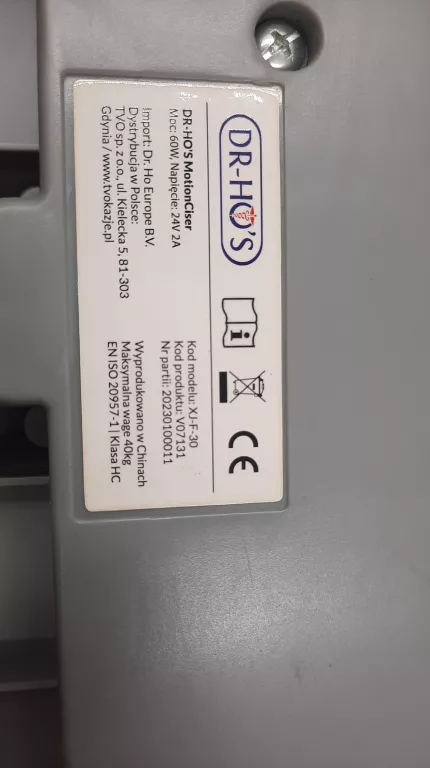 DR-HO'S
CE
DR-HO'S MotionCiser
Moc: 60W, Napięcie: 24V 2A
Import: Dr. Ho Europe B.V.
Dystrybucja w Polsce:
TVO sp. z o.o., ul. Kielecka 5, 81-303
Gdynia / www.tvokazje.pl
Kod modelu: XJ-F-30
Kod produktu: V07131
Nr partii: 20230100011
Wyprodukowano w Chinach
Maksymalna wage 40kg
EN ISO 20957-1 | Klasa HC